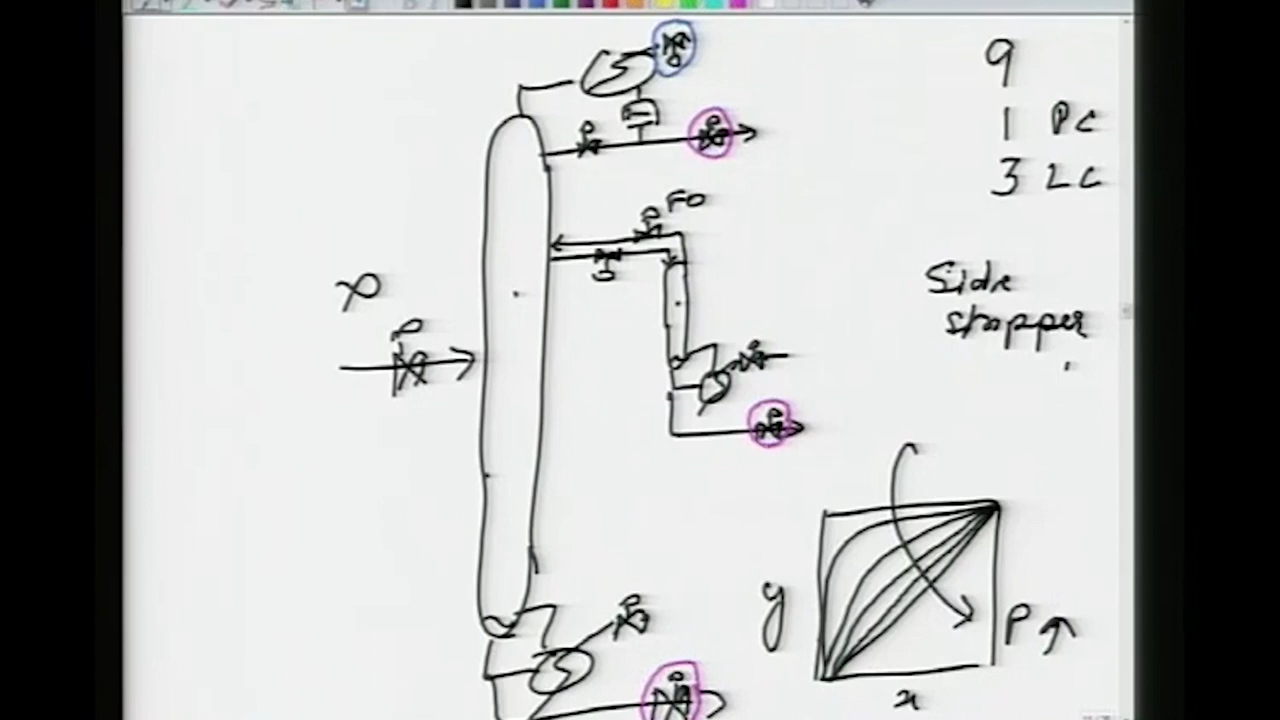 9
1 PC
3 LC
FO
Side
stripper
y
P↑
x